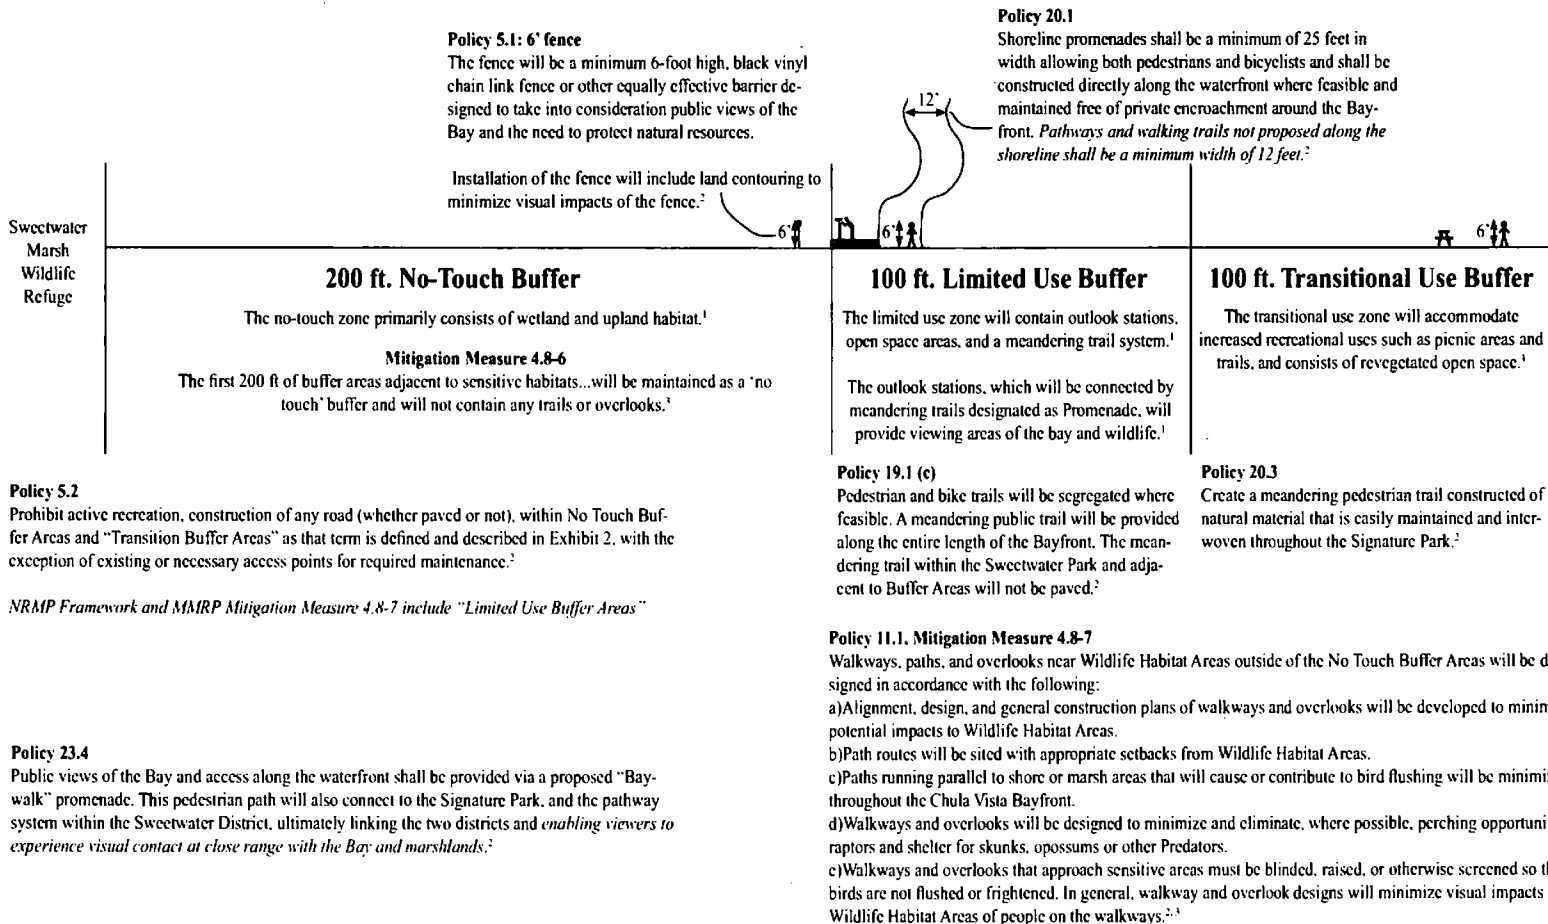 Policy 5.1: 6' fence
The fence will be a minimum 6-foot high, black vinyl
chain link fence or other equally effective barrier de-
signed to take into consideration public views of the
Bay and the need to protect natural resources.
Installation of the fence will include land contouring to
minimize visual impacts of the fence.²
Policy 20.1
Shoreline promenades shall be a minimum of 25 feet in
width allowing both pedestrians and bicyclists and shall be
constructed directly along the waterfront where feasible and
maintained free of private encroachment around the Bay-
front. Pathways and walking trails not proposed along the
shoreline shall be a minimum width of 12 feet.²
12'
6'
6'
6'
Sweetwater
Marsh
Wildlife
Refuge
200 ft. No-Touch Buffer
The no-touch zone primarily consists of wetland and upland habitat.¹
Mitigation Measure 4.8-6
The first 200 ft of buffer areas adjacent to sensitive habitats...will be maintained as a 'no
touch' buffer and will not contain any trails or overlooks.³
100 ft. Limited Use Buffer
The limited use zone will contain outlook stations,
open space areas, and a meandering trail system.¹
The outlook stations, which will be connected by
meandering trails designated as Promenade, will
provide viewing areas of the bay and wildlife.¹
100 ft. Transitional Use Buffer
The transitional use zone will accommodate
increased recreational uses such as picnic areas and
trails, and consists of revegetated open space.¹
Policy 5.2
Prohibit active recreation, construction of any road (whether paved or not), within No Touch Buf-
fer Areas and "Transition Buffer Areas" as that term is defined and described in Exhibit 2, with the
exception of existing or necessary access points for required maintenance.²
NRMP Framework and MMRP Mitigation Measure 4.8-7 include "Limited Use Buffer Areas"
Policy 23.4
Public views of the Bay and access along the waterfront shall be provided via a proposed "Bay-
walk" promenade. This pedestrian path will also connect to the Signature Park, and the pathway
system within the Sweetwater District, ultimately linking the two districts and enabling viewers to
experience visual contact at close range with the Bay and marshlands.²
Policy 19.1 (c)
Pedestrian and bike trails will be segregated where
feasible. A meandering public trail will be provided
along the entire length of the Bayfront. The mean-
dering trail within the Sweetwater Park and adja-
cent to Buffer Areas will not be paved.²
Policy 20.3
Create a meandering pedestrian trail constructed of
natural material that is easily maintained and inter-
woven throughout the Signature Park.²
Policy 11.1, Mitigation Measure 4.8-7
Walkways, paths, and overlooks near Wildlife Habitat Areas outside of the No Touch Buffer Areas will be d
signed in accordance with the following:
a)Alignment, design, and general construction plans of walkways and overlooks will be developed to minim
potential impacts to Wildlife Habitat Areas.
b)Path routes will be sited with appropriate setbacks from Wildlife Habitat Areas.
c)Paths running parallel to shore or marsh areas that will cause or contribute to bird flushing will be minimi
throughout the Chula Vista Bayfront.
d)Walkways and overlooks will be designed to minimize and eliminate, where possible, perching opportuni
raptors and shelter for skunks, opossums or other Predators.
e)Walkways and overlooks that approach sensitive areas must be blinded, raised, or otherwise screened so t
birds are not flushed or frightened. In general, walkway and overlook designs will minimize visual impacts
Wildlife Habitat Areas of people on the walkways.²·³